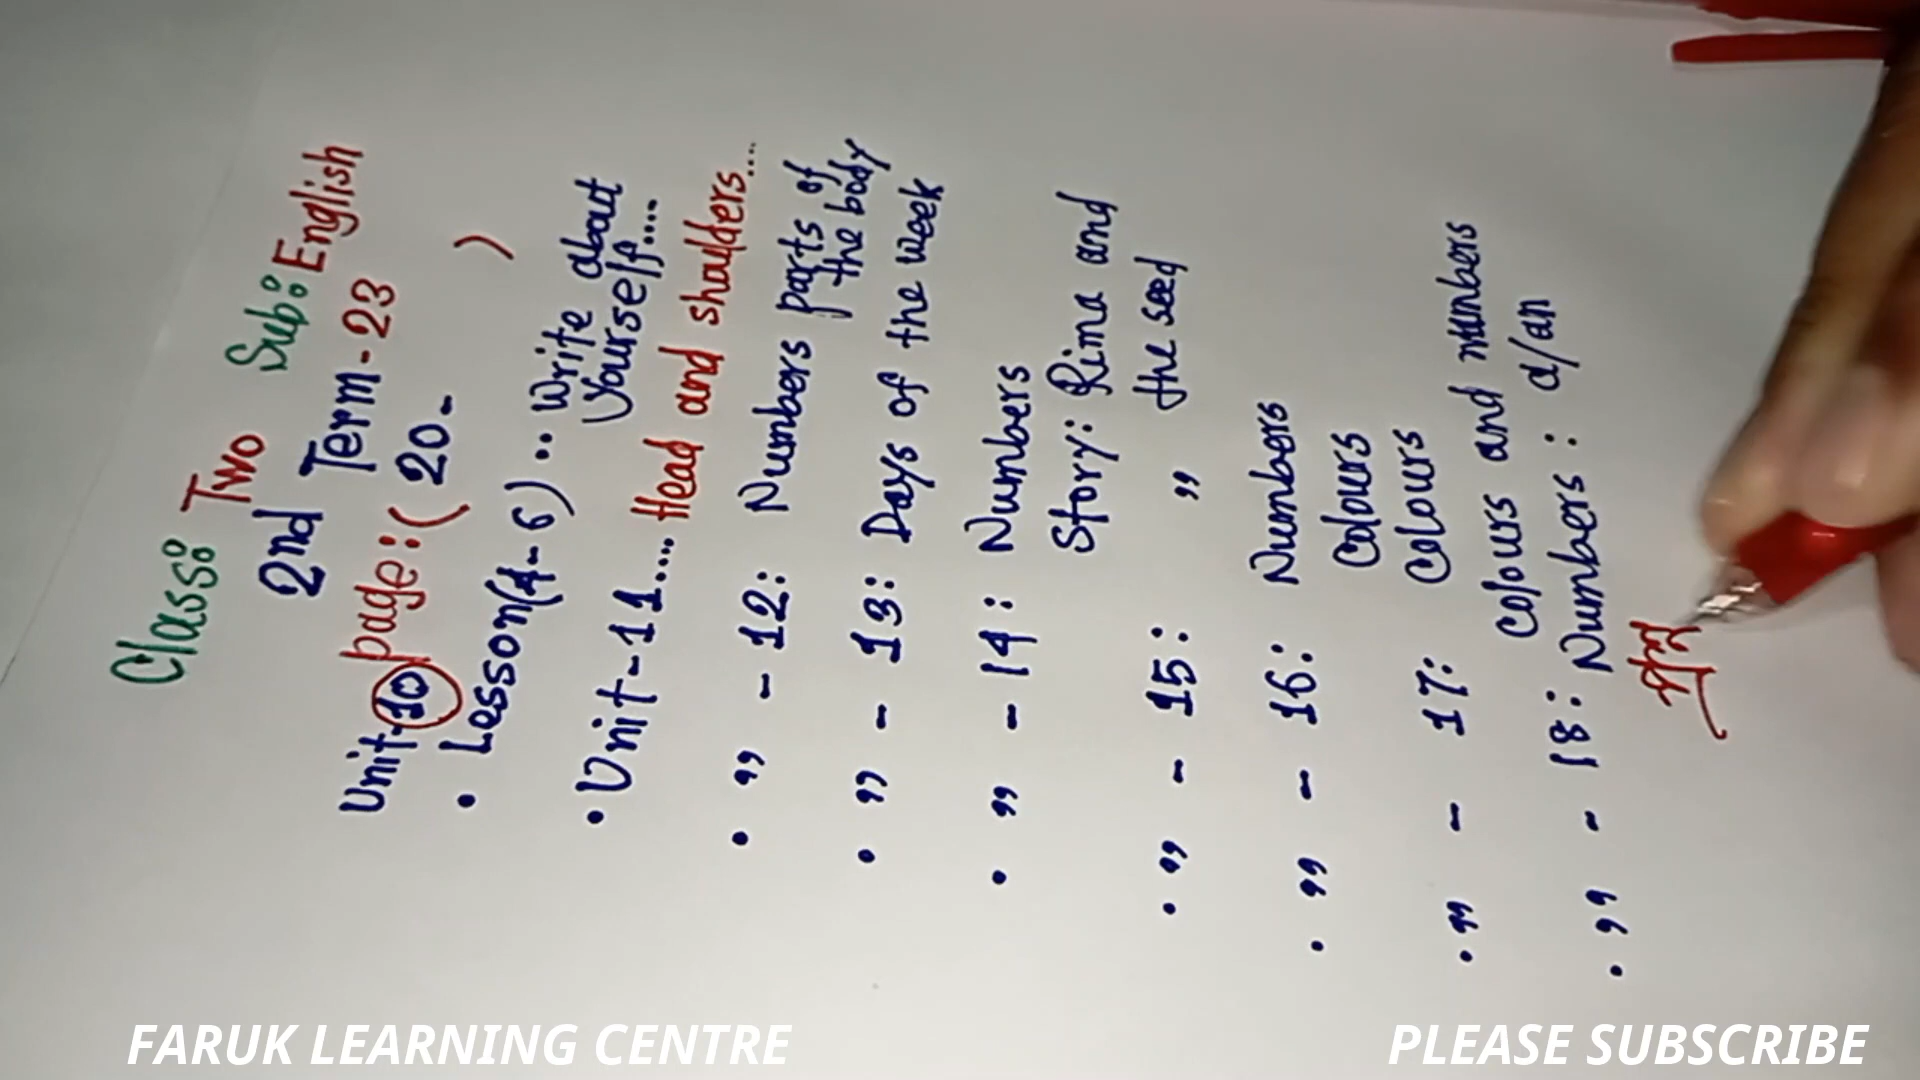 Class: Two Sub: English
2nd Term - 23
Unit-10 page: ( 20- )
• Lesson(4-6) .. Write about
yourself....
• Unit-11.... Head and shoulders....
• " - 12: Numbers parts of
the body
• " - 13: Days of the week
• " - 14: Numbers
Story: Rima and
• " - 15: " the seed
• " - 16: Numbers
Colours
• " - 17: Colours
Colours and numbers
• " - 18: Numbers: a/an
FARUK LEARNING CENTRE
PLEASE SUBSCRIBE